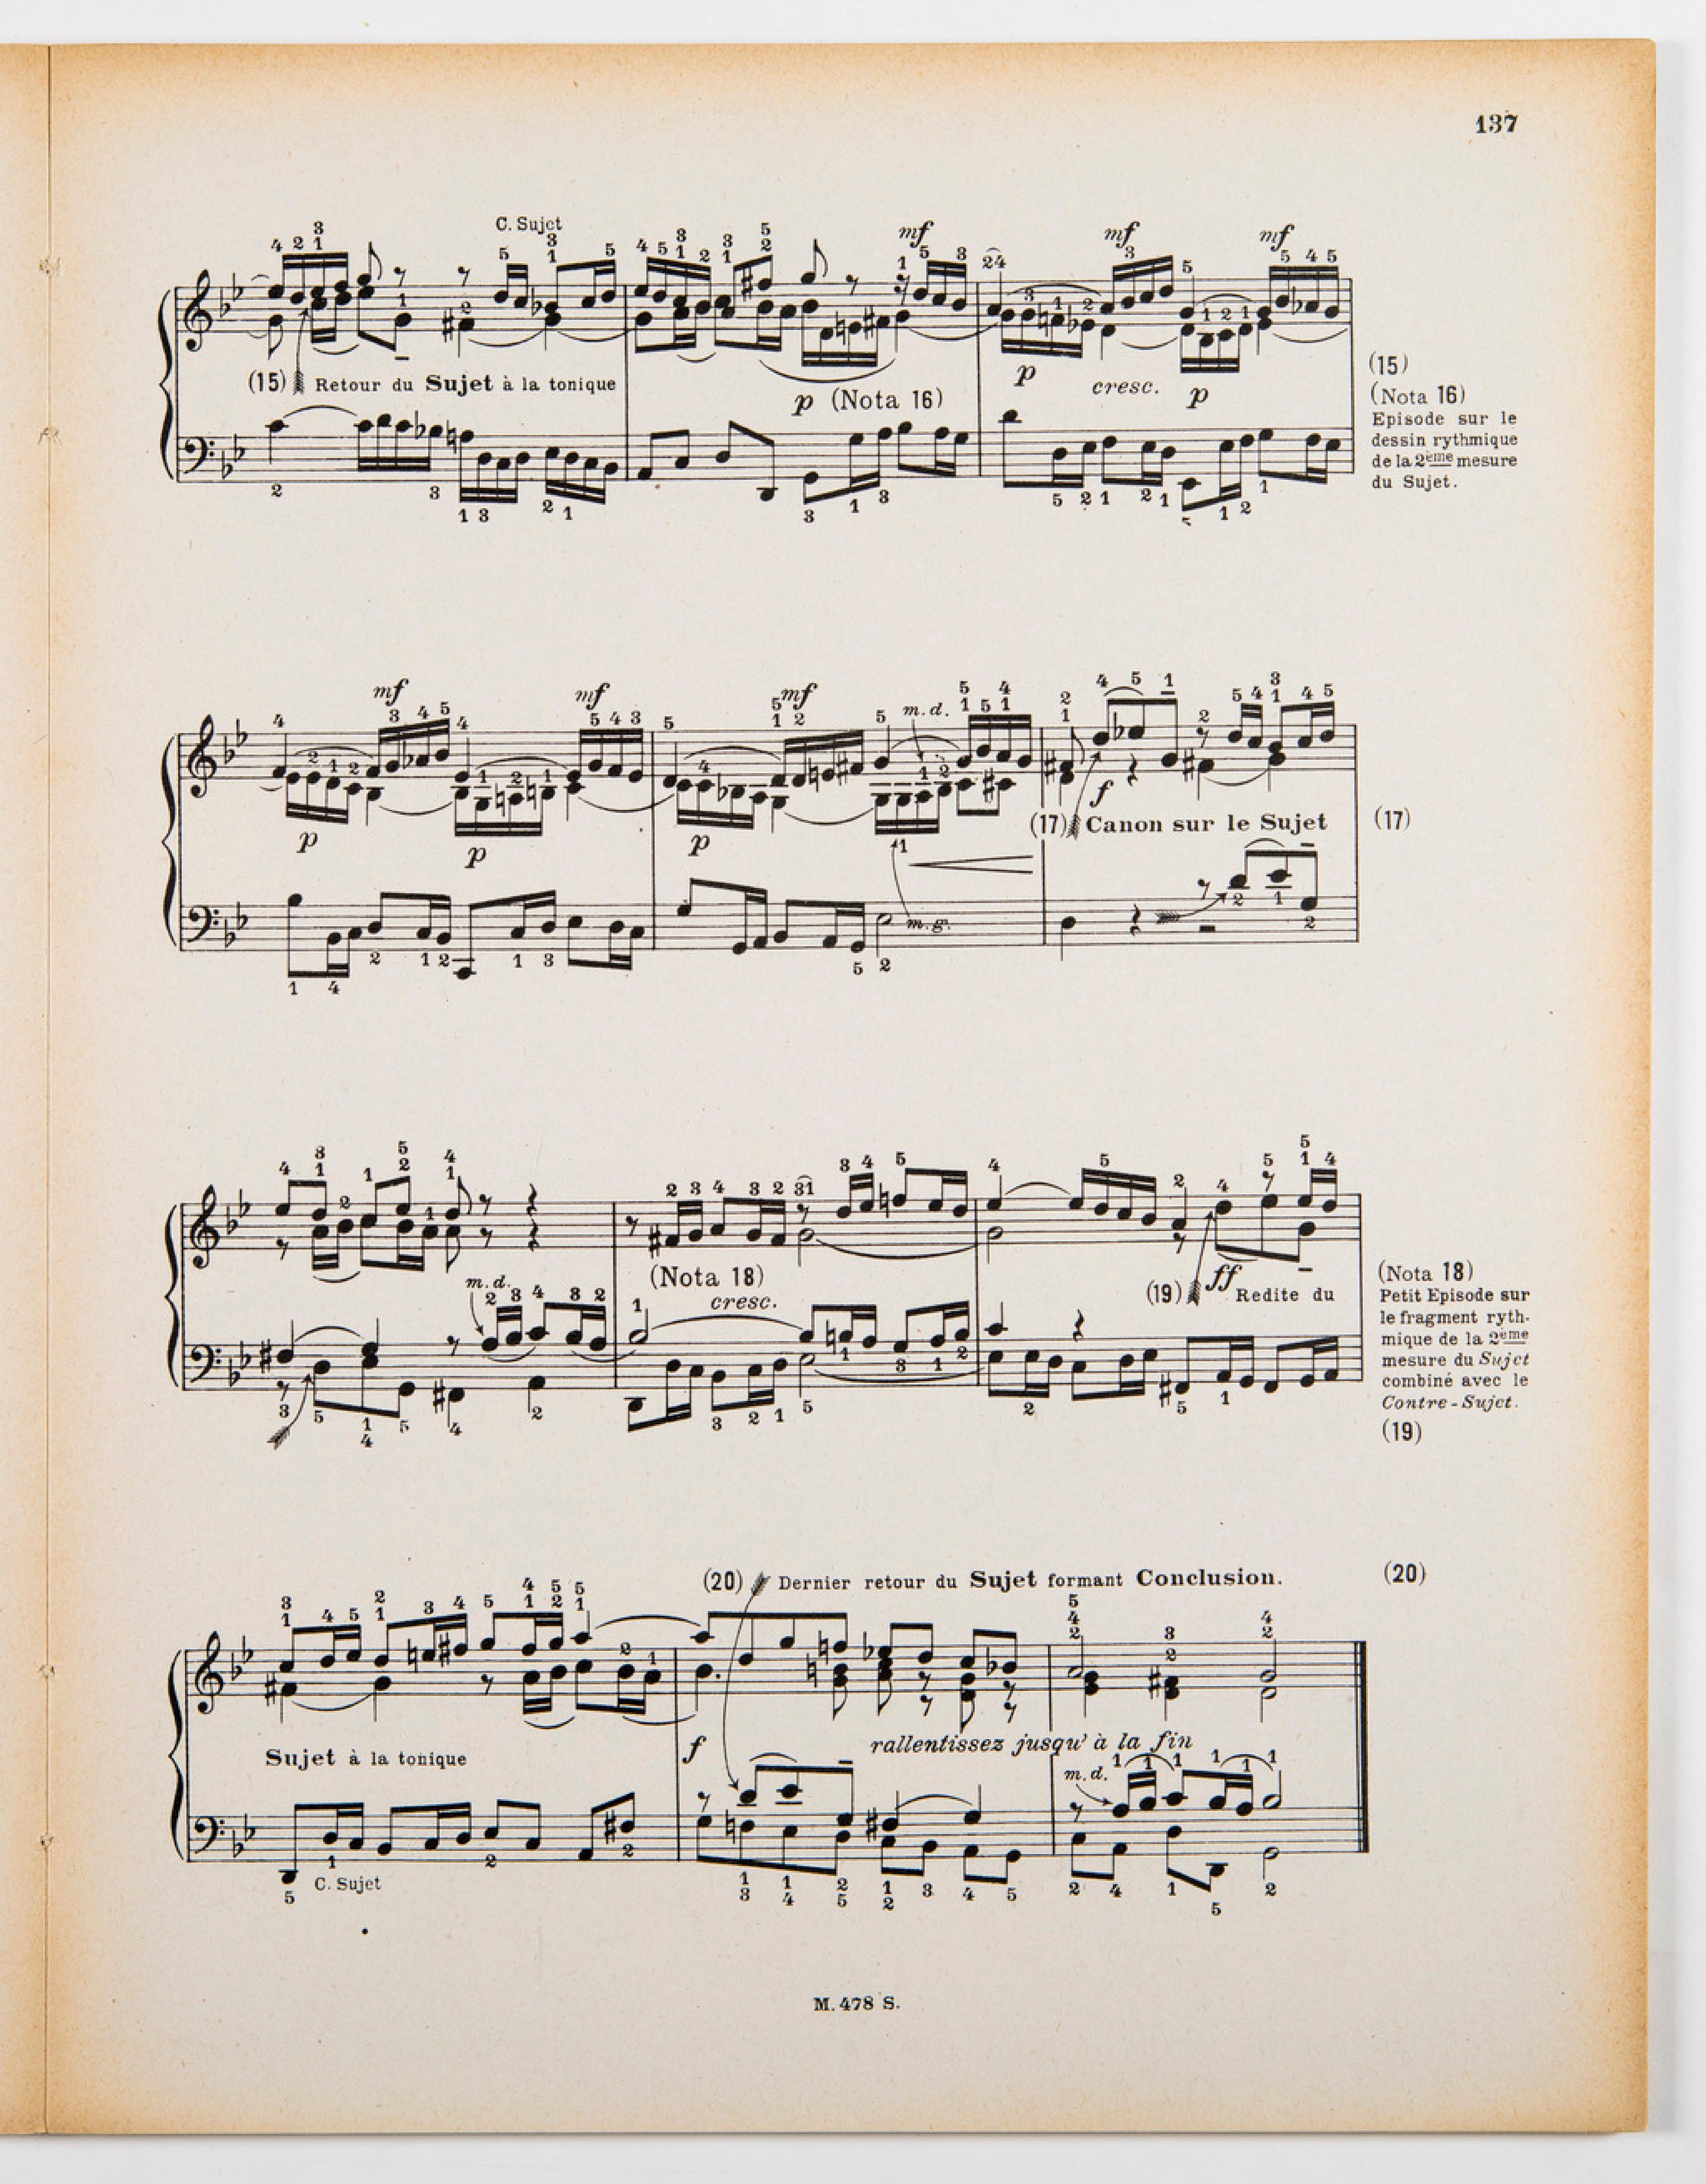 137
C. Sujet
mf mf mf
(15) Retour du Sujet à la tonique
p (Nota 16)
p cresc. p
(15)
(Nota 16)
Episode sur le
dessin rythmique
de la 2ème mesure
du Sujet.
mf mf mf
m.d.
p p p f
(17) Canon sur le Sujet
(17)
m.g.
(Nota 18)
cresc.
m.d.
(19) ff Redite du
(Nota 18)
Petit Episode sur
le fragment ryth-
mique de la 2eme
mesure du Sujet
combiné avec le
Contre-Sujet.
(19)
(20) Dernier retour du Sujet formant Conclusion.
(20)
Sujet à la tonique
f rallentissez jusqu'à la fin
m.d.
C. Sujet
M. 478 S.